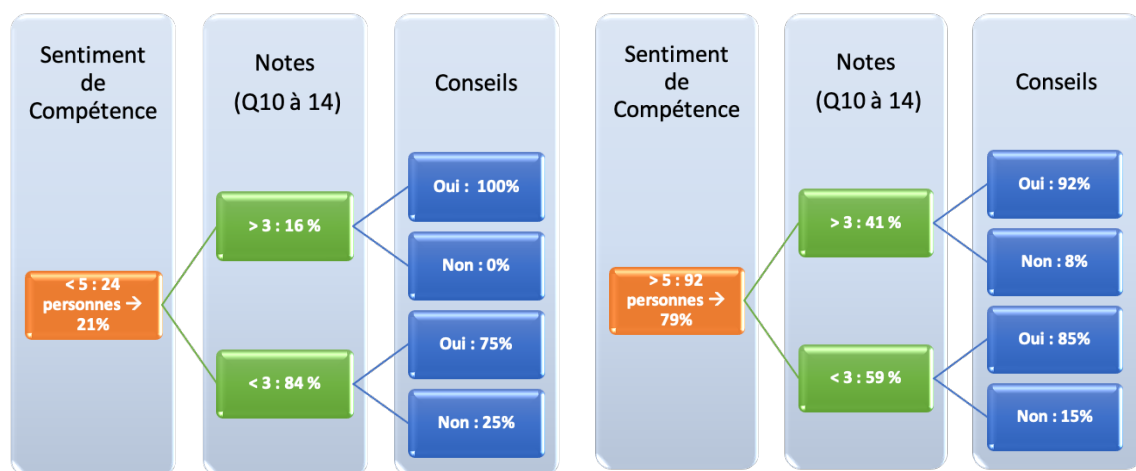 Sentiment
de
Compétence
Notes
(Q10 à 14)
Conseils
< 5 : 24
personnes →
21%
> 3 : 16 %
< 3 : 84 %
Oui : 100%
Non : 0%
Oui : 75%
Non : 25%
Sentiment
de
Compétence
Notes
(Q10 à 14)
Conseils
> 5 : 92
personnes →
79%
> 3 : 41 %
< 3 : 59 %
Oui : 92%
Non : 8%
Oui : 85%
Non : 15%